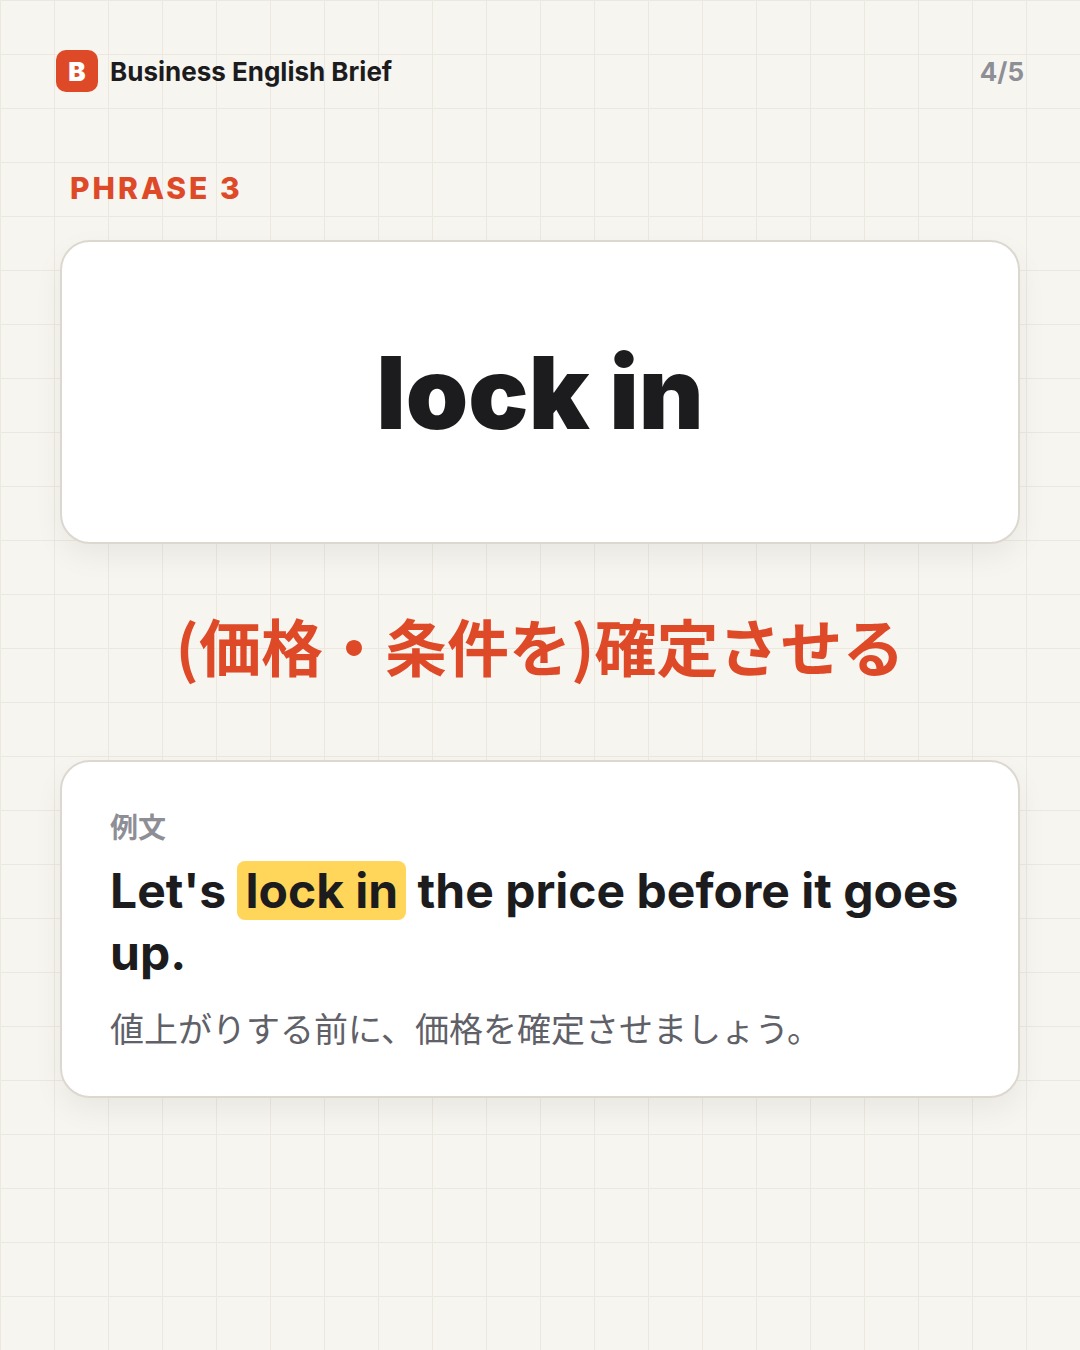 B Business English Brief 4/5
PHRASE 3
lock in
(価格・条件を)確定させる
例文
Let's lock in the price before it goes
up.
値上がりする前に、価格を確定させましょう。